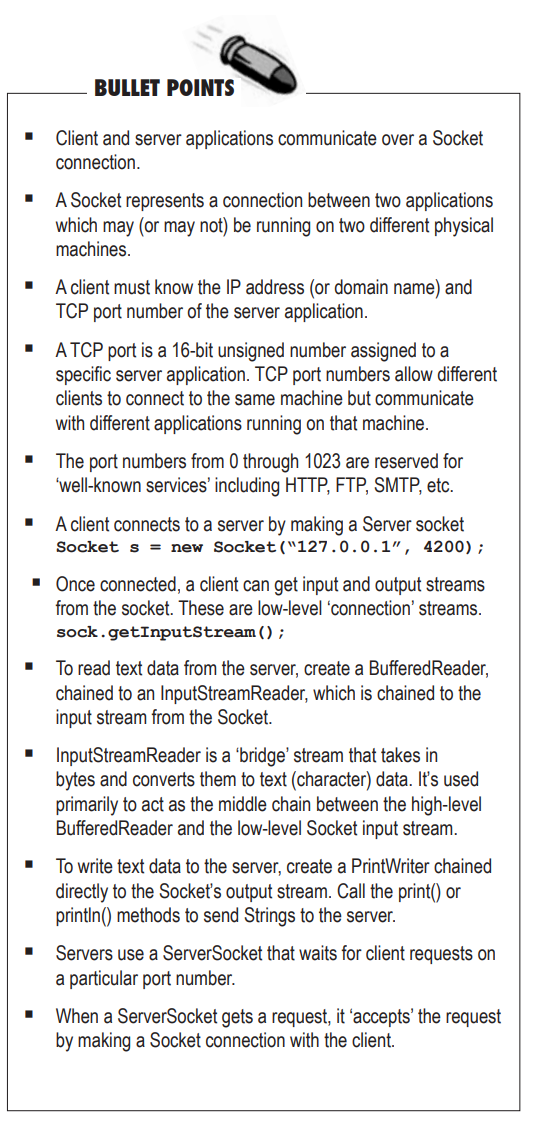 BULLET POINTS
▪ Client and server applications communicate over a Socket
connection.
▪ A Socket represents a connection between two applications
which may (or may not) be running on two different physical
machines.
▪ A client must know the IP address (or domain name) and
TCP port number of the server application.
▪ A TCP port is a 16-bit unsigned number assigned to a
specific server application. TCP port numbers allow different
clients to connect to the same machine but communicate
with different applications running on that machine.
▪ The port numbers from 0 through 1023 are reserved for
‘well-known services’ including HTTP, FTP, SMTP, etc.
▪ A client connects to a server by making a Server socket
Socket s = new Socket(“127.0.0.1”, 4200);
▪ Once connected, a client can get input and output streams
from the socket. These are low-level ‘connection’ streams.
sock.getInputStream();
▪ To read text data from the server, create a BufferedReader,
chained to an InputStreamReader, which is chained to the
input stream from the Socket.
▪ InputStreamReader is a ‘bridge’ stream that takes in
bytes and converts them to text (character) data. It’s used
primarily to act as the middle chain between the high-level
BufferedReader and the low-level Socket input stream.
▪ To write text data to the server, create a PrintWriter chained
directly to the Socket’s output stream. Call the print() or
println() methods to send Strings to the server.
▪ Servers use a ServerSocket that waits for client requests on
a particular port number.
▪ When a ServerSocket gets a request, it ‘accepts’ the request
by making a Socket connection with the client.